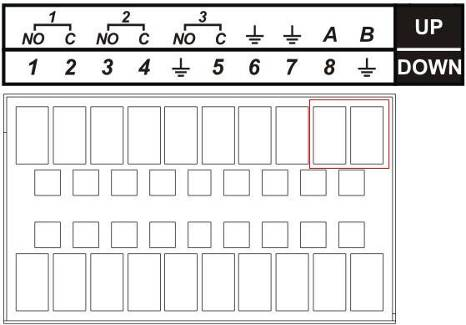 1 2 3
NO C NO C NO C A B UP
1 2 3 4 5 6 7 8 DOWN